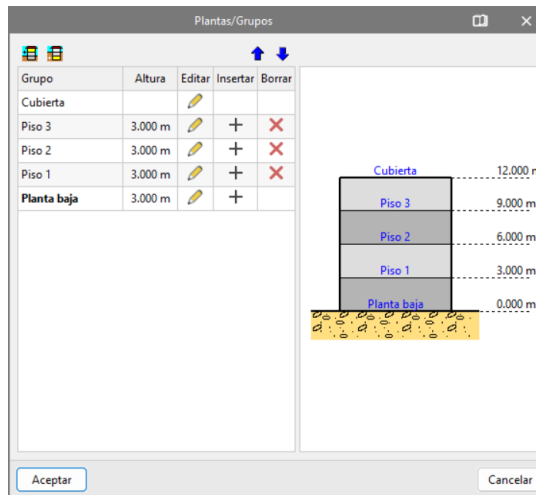 Plantas/Grupos
Grupo Altura Editar Insertar Borrar
Cubierta
Piso 3 3.000 m
Piso 2 3.000 m
Piso 1 3.000 m
Planta baja 3.000 m
Cubierta 12.000 m
Piso 3 9.000 m
Piso 2 6.000 m
Piso 1 3.000 m
Planta baja 0.000 m
Aceptar Cancelar